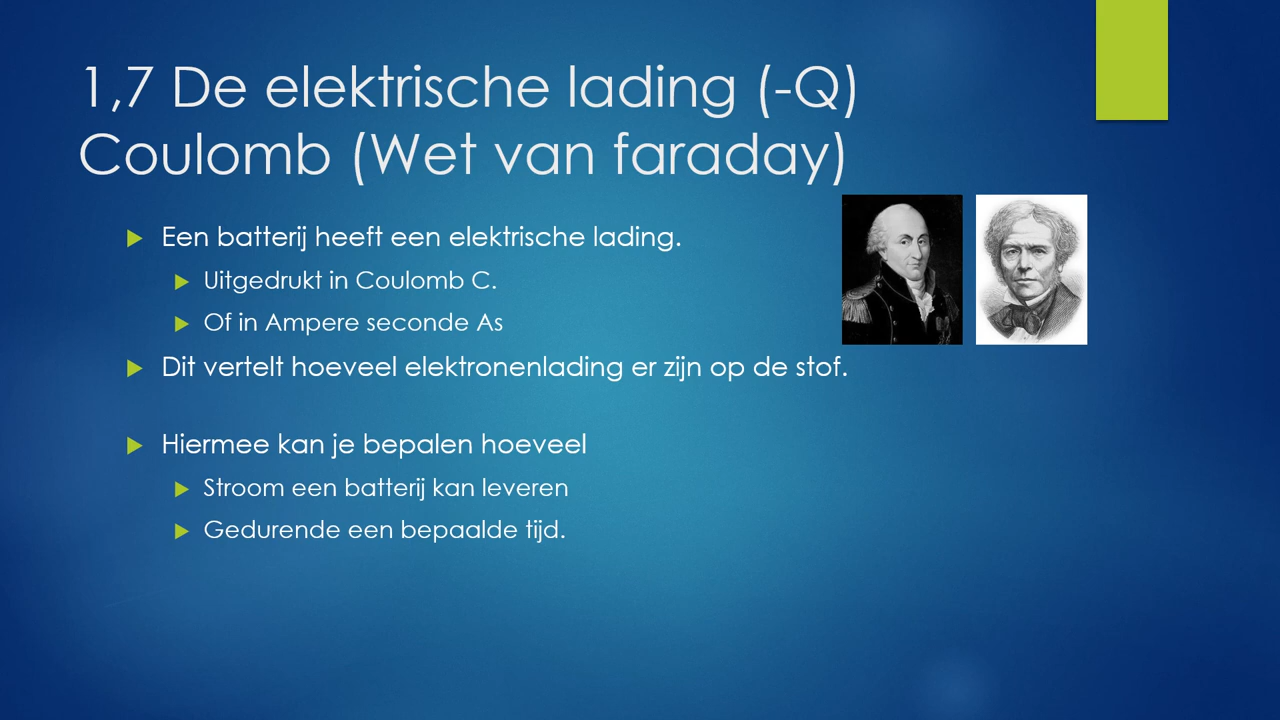 1,7 De elektrische lading (-Q)
Coulomb (Wet van faraday)
Een batterij heeft een elektrische lading.
Uitgedrukt in Coulomb C.
Of in Ampere seconde As
Dit vertelt hoeveel elektronenlading er zijn op de stof.
Hiermee kan je bepalen hoeveel
Stroom een batterij kan leveren
Gedurende een bepaalde tijd.